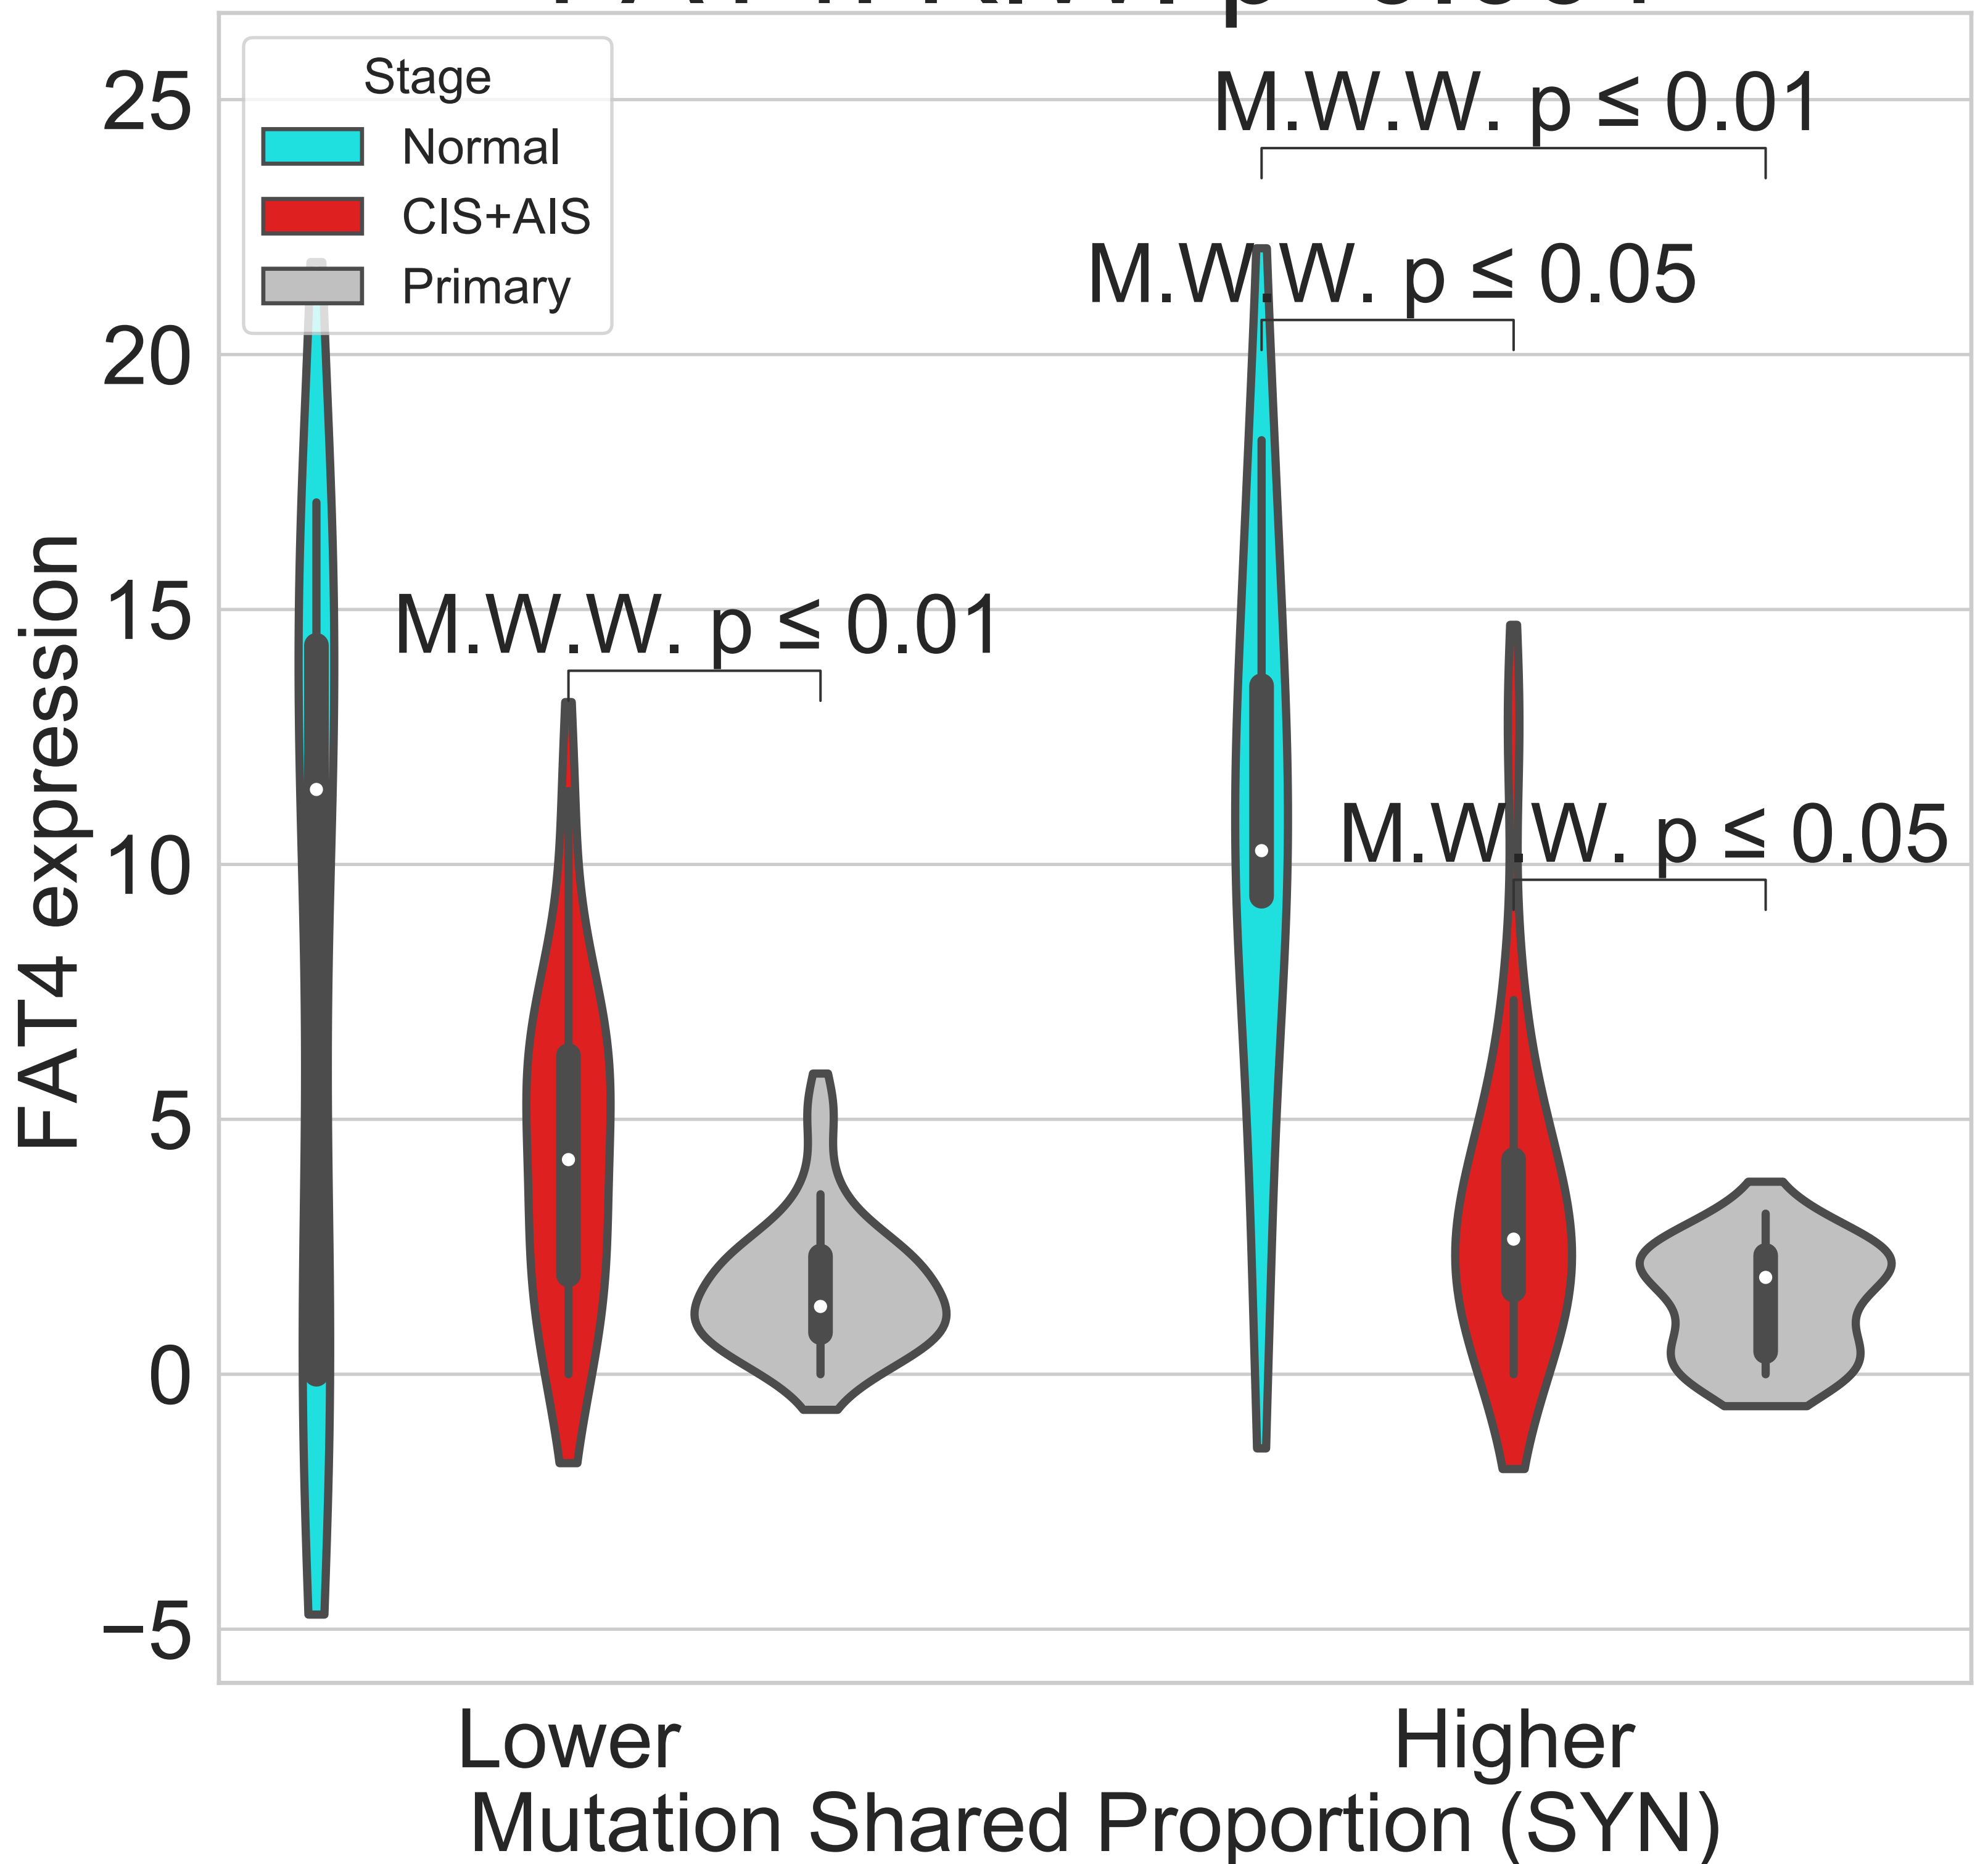 Stage
Normal
CIS+AIS
Primary
M.W.W. p ≤ 0.01
M.W.W. p ≤ 0.05
M.W.W. p ≤ 0.01
M.W.W. p ≤ 0.05
25
20
15
10
5
0
−5
FAT4 expression
Lower
Higher
Mutation Shared Proportion (SYN)